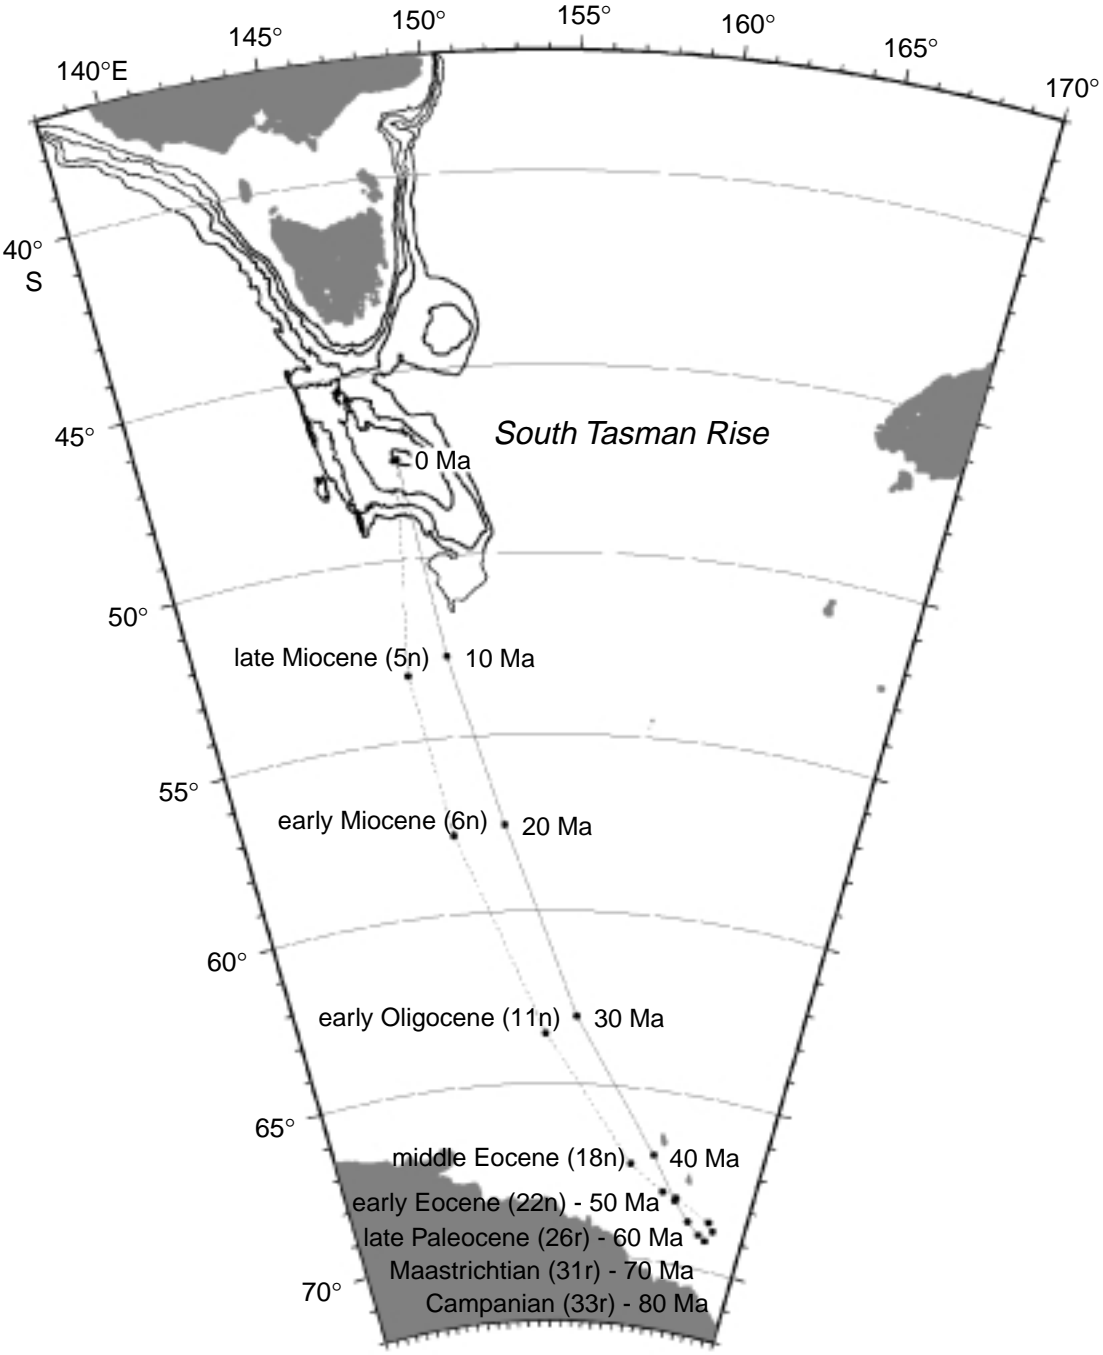 140°E
145°
150°
155°
160°
165°
170°
40°
S
45°
South Tasman Rise
0 Ma
50°
late Miocene (5n)
10 Ma
55°
early Miocene (6n)
20 Ma
60°
early Oligocene (11n)
30 Ma
65°
middle Eocene (18n)
40 Ma
early Eocene (22n) - 50 Ma
late Paleocene (26r) - 60 Ma
Maastrichtian (31r) - 70 Ma
70°
Campanian (33r) - 80 Ma